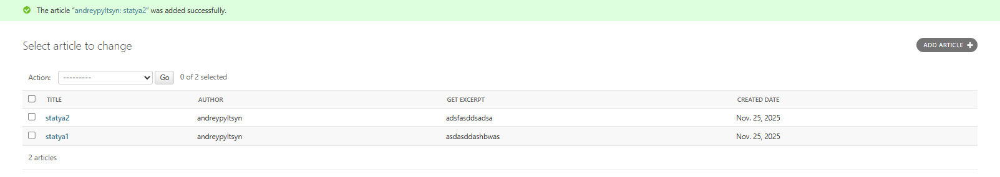 The article “andreypyltsyn: statya2” was added successfully.
Select article to change
ADD ARTICLE
Action: --------- Go 0 of 2 selected
TITLE AUTHOR GET EXCERPT CREATED DATE
statya2 andreypyltsyn adsfasddsadsa Nov. 25, 2025
statya1 andreypyltsyn asdasddashbwas Nov. 25, 2025
2 articles